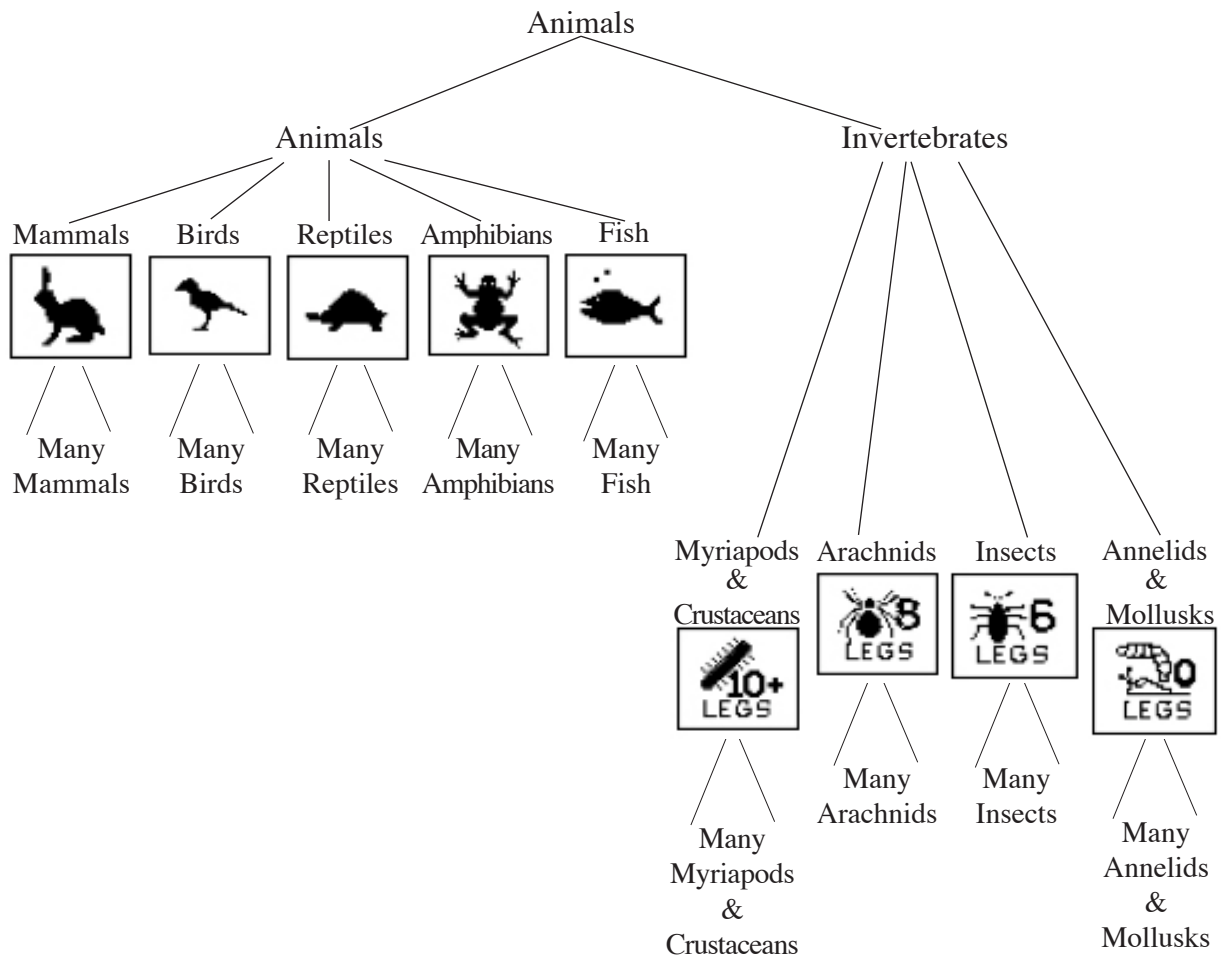 Animals
Animals
Invertebrates
Mammals
Birds
Reptiles
Amphibians
Fish
Many
Mammals
Many
Birds
Many
Reptiles
Many
Amphibians
Many
Fish
Myriapods
&
Crustaceans
10+
LEGS
Arachnids
8
LEGS
Insects
6
LEGS
Annelids
&
Mollusks
0
LEGS
Many
Myriapods
&
Crustaceans
Many
Arachnids
Many
Insects
Many
Annelids
&
Mollusks